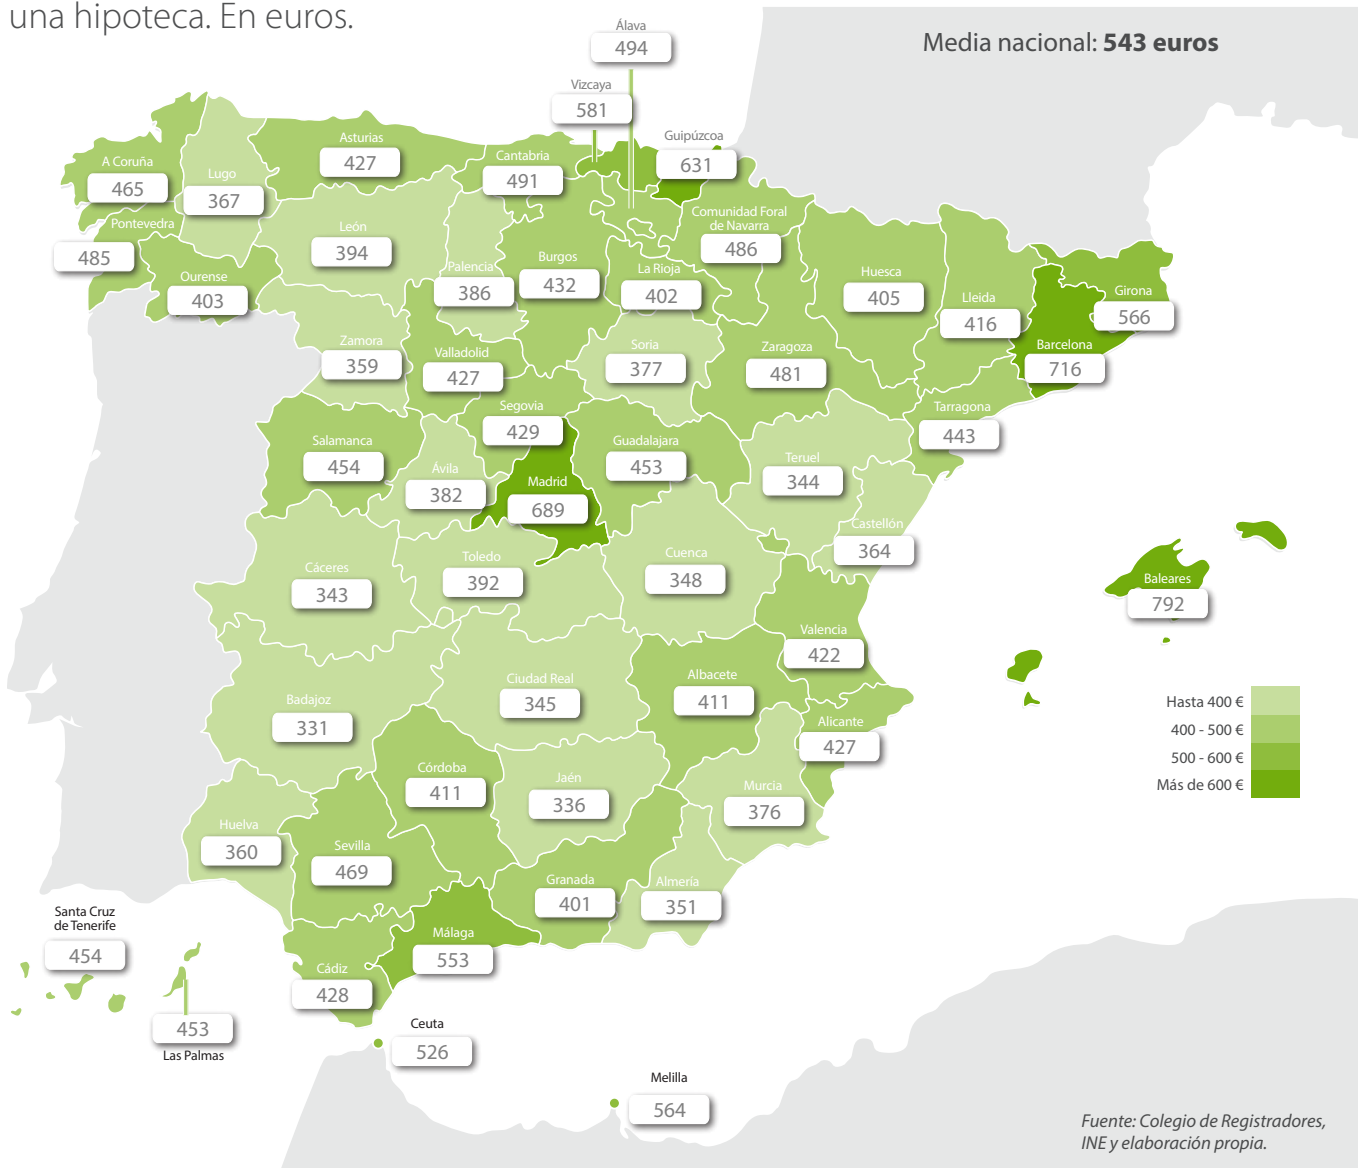 una hipoteca. En euros.
Media nacional: 543 euros
Álava
494
Vizcaya
581
Guipúzcoa
631
Asturias
427
Cantabria
491
A Coruña
465
Lugo
367
Pontevedra
485
Ourense
403
León
394
Palencia
386
Burgos
432
La Rioja
402
Comunidad Foral
de Navarra
486
Huesca
405
Lleida
416
Girona
566
Barcelona
716
Zamora
359
Valladolid
427
Soria
377
Zaragoza
481
Tarragona
443
Segovia
429
Salamanca
454
Ávila
382
Madrid
689
Guadalajara
453
Teruel
344
Castellón
364
Cáceres
343
Toledo
392
Cuenca
348
Baleares
792
Valencia
422
Badajoz
331
Ciudad Real
345
Albacete
411
Alicante
427
Hasta 400 €
400 - 500 €
500 - 600 €
Más de 600 €
Córdoba
411
Jaén
336
Murcia
376
Huelva
360
Sevilla
469
Granada
401
Almería
351
Santa Cruz
de Tenerife
454
Málaga
553
Cádiz
428
453
Las Palmas
Ceuta
526
Melilla
564
Fuente: Colegio de Registradores,
INE y elaboración propia.